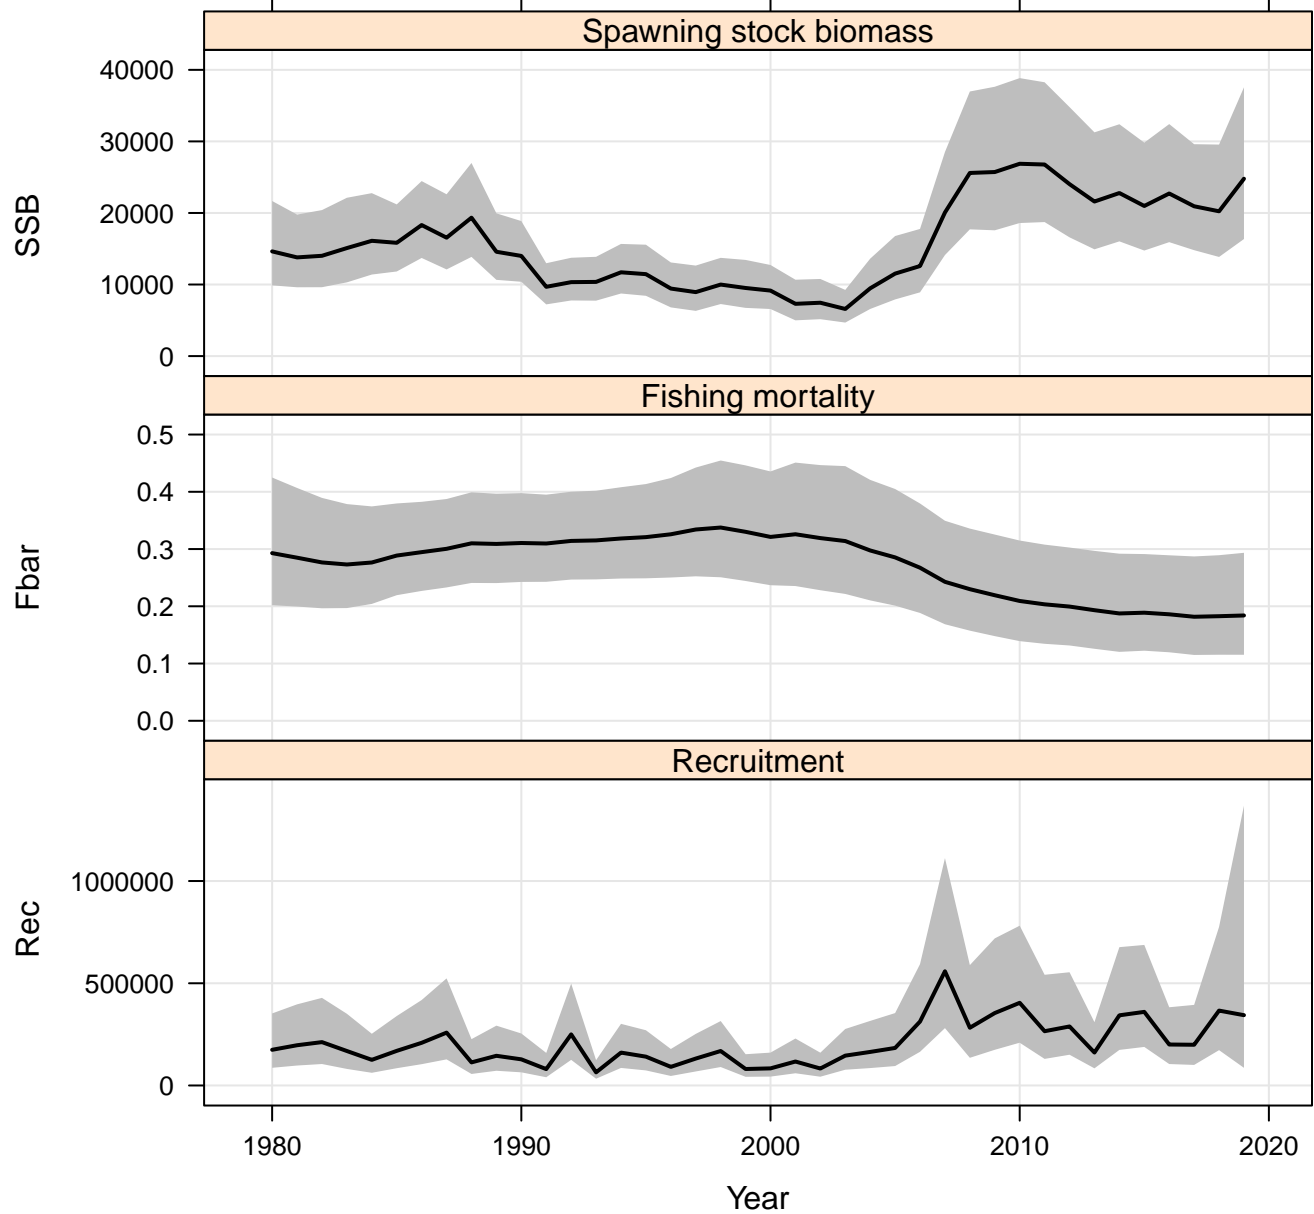 Spawning stock biomass
40000
30000
20000
10000
0
SSB
Fishing mortality
0.5
0.4
0.3
0.2
0.1
0.0
Fbar
Recruitment
1000000
500000
0
Rec
1980 1990 2000 2010 2020
Year